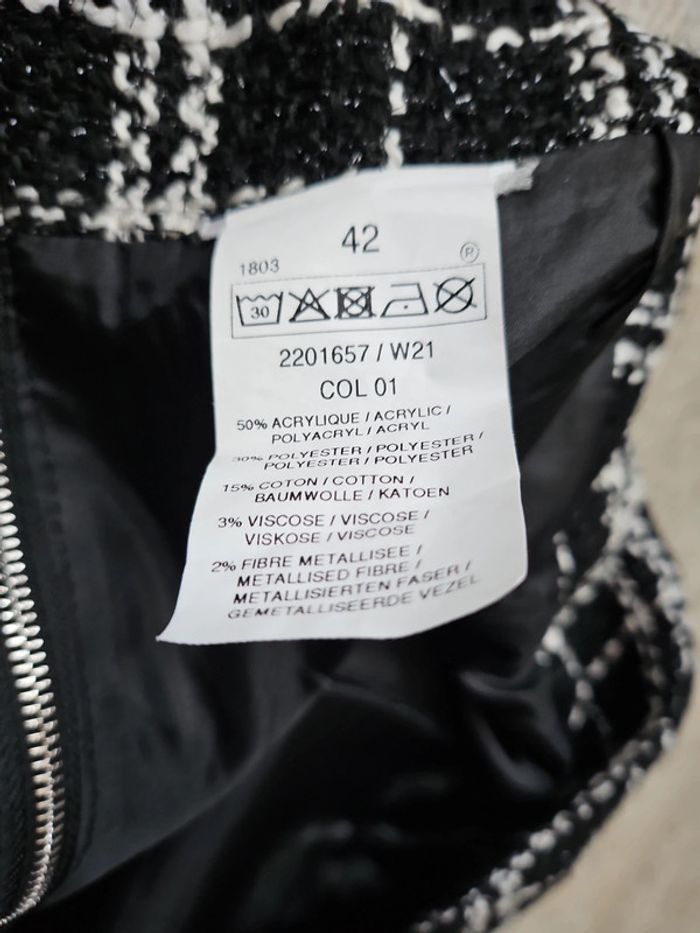 42
1803
Ⓟ
30
2201657 / W21
COL 01
50% ACRYLIQUE / ACRYLIC /
POLYACRYL / ACRYL
30% POLYESTER / POLYESTER /
POLYESTER / POLYESTER
15% COTON / COTTON /
BAUMWOLLE / KATOEN
3% VISCOSE / VISCOSE /
VISKOSE / VISCOSE
2% FIBRE METALLISEE /
METALLISED FIBRE /
METALLISIERTEN FASER /
GEMETALLISEERDE VEZEL